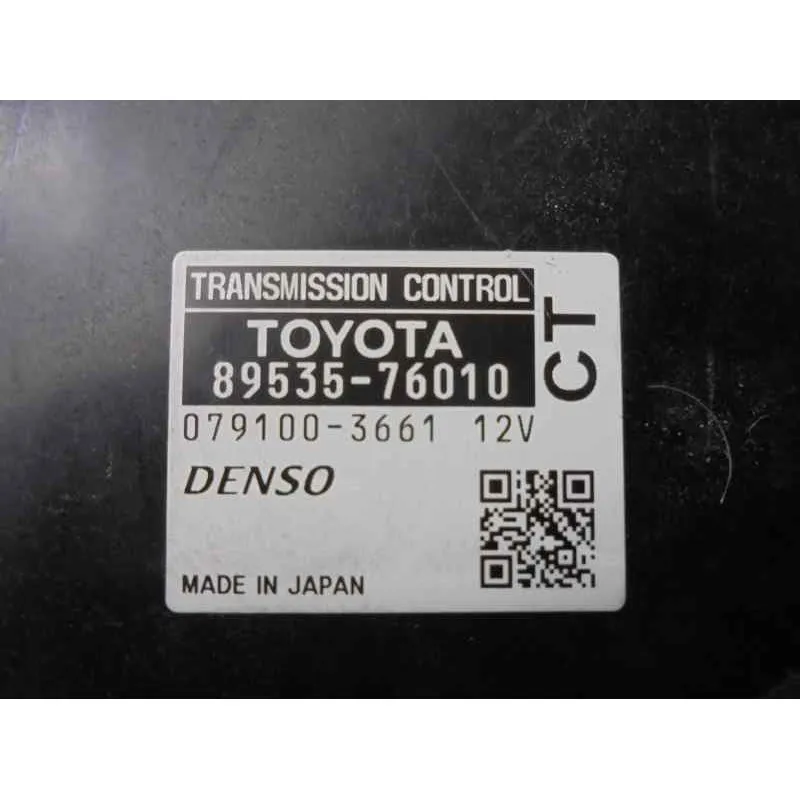 TRANSMISSION CONTROL
TOYOTA
89535-76010
CT
079100-3661 12V
DENSO
MADE IN JAPAN